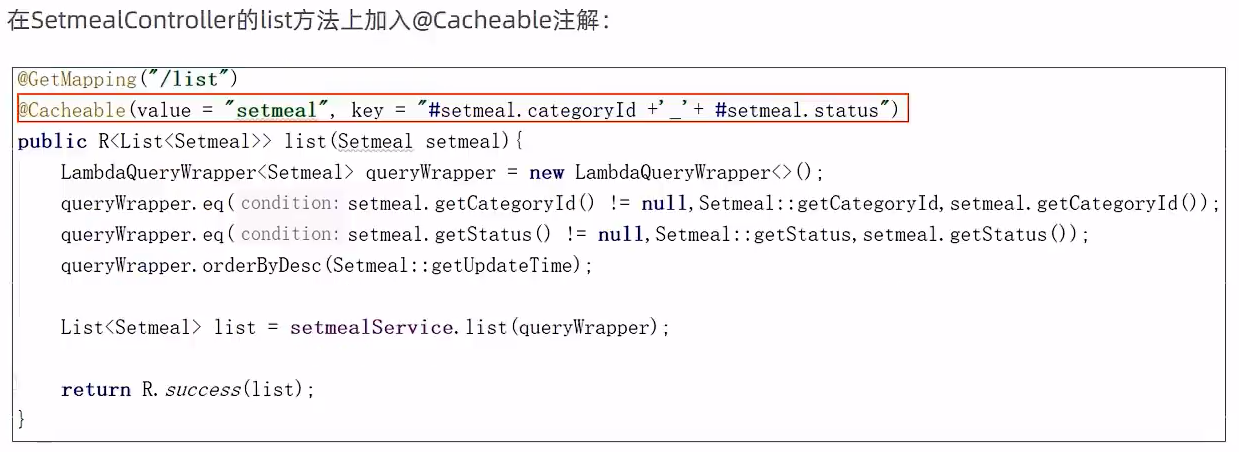 在SetmealController的list方法上加入@Cacheable注解：
@GetMapping("/list")
@Cacheable(value = "setmeal", key = "#setmeal.categoryId +'_'+ #setmeal.status")
public R<List<Setmeal>> list(Setmeal setmeal){
    LambdaQueryWrapper<Setmeal> queryWrapper = new LambdaQueryWrapper<>();
    queryWrapper.eq( condition: setmeal.getCategoryId() != null,Setmeal::getCategoryId,setmeal.getCategoryId());
    queryWrapper.eq( condition: setmeal.getStatus() != null,Setmeal::getStatus,setmeal.getStatus());
    queryWrapper.orderByDesc(Setmeal::getUpdateTime);
    List<Setmeal> list = setmealService.list(queryWrapper);
    return R.success(list);
}